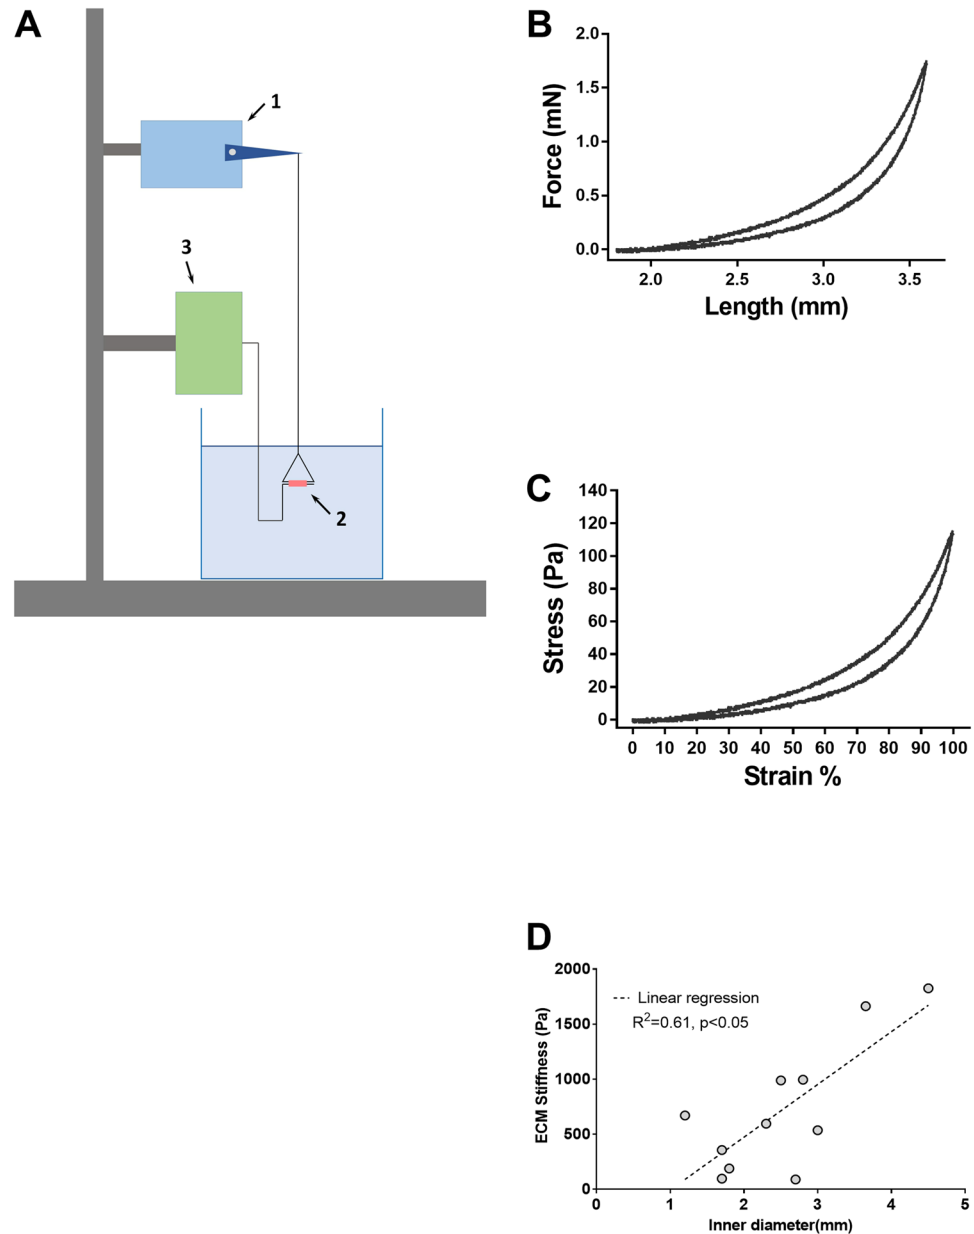 A
1
3
2
B
2.0
1.5
1.0
0.5
0.0
Force (mN)
2.0 2.5 3.0 3.5
Length (mm)
C
140
120
100
80
60
40
20
0
Stress (Pa)
0 10 20 30 40 50 60 70 80 90 100
Strain %
D
2000
1500
1000
500
0
ECM Stiffness (Pa)
Linear regression
R²=0.61, p<0.05
0 1 2 3 4 5
Inner diameter(mm)